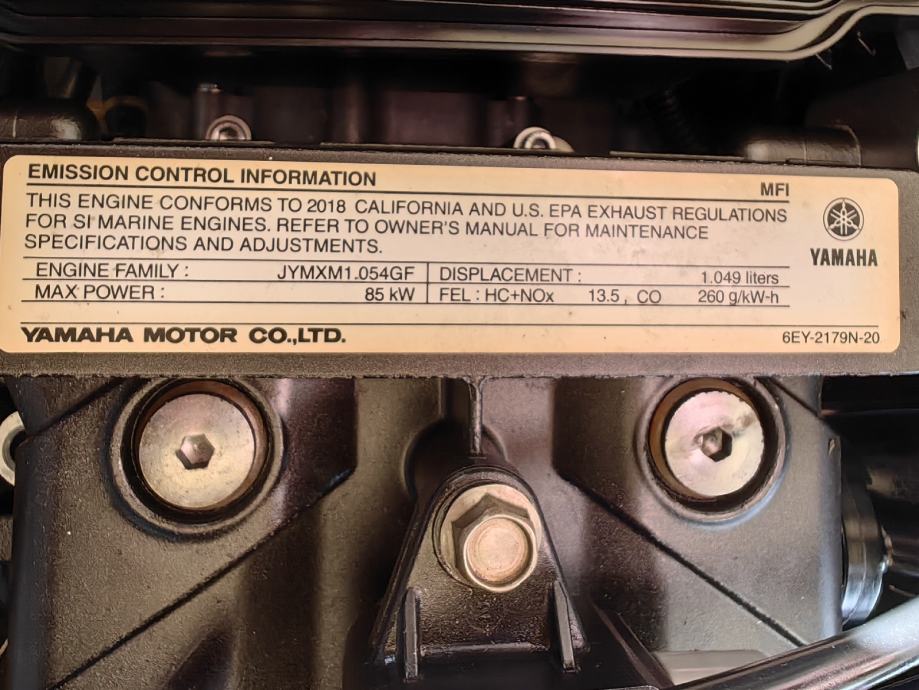 EMISSION CONTROL INFORMATION MFI
THIS ENGINE CONFORMS TO 2018 CALIFORNIA AND U.S. EPA EXHAUST REGULATIONS
FOR SI MARINE ENGINES. REFER TO OWNER'S MANUAL FOR MAINTENANCE
SPECIFICATIONS AND ADJUSTMENTS.
YAMAHA
ENGINE FAMILY : JYMXM1.054GF DISPLACEMENT : 1.049 liters
MAX POWER : 85 kW FEL : HC+NOx 13.5 , CO 260 g/kW-h
YAMAHA MOTOR CO.,LTD. 6EY-2179N-20